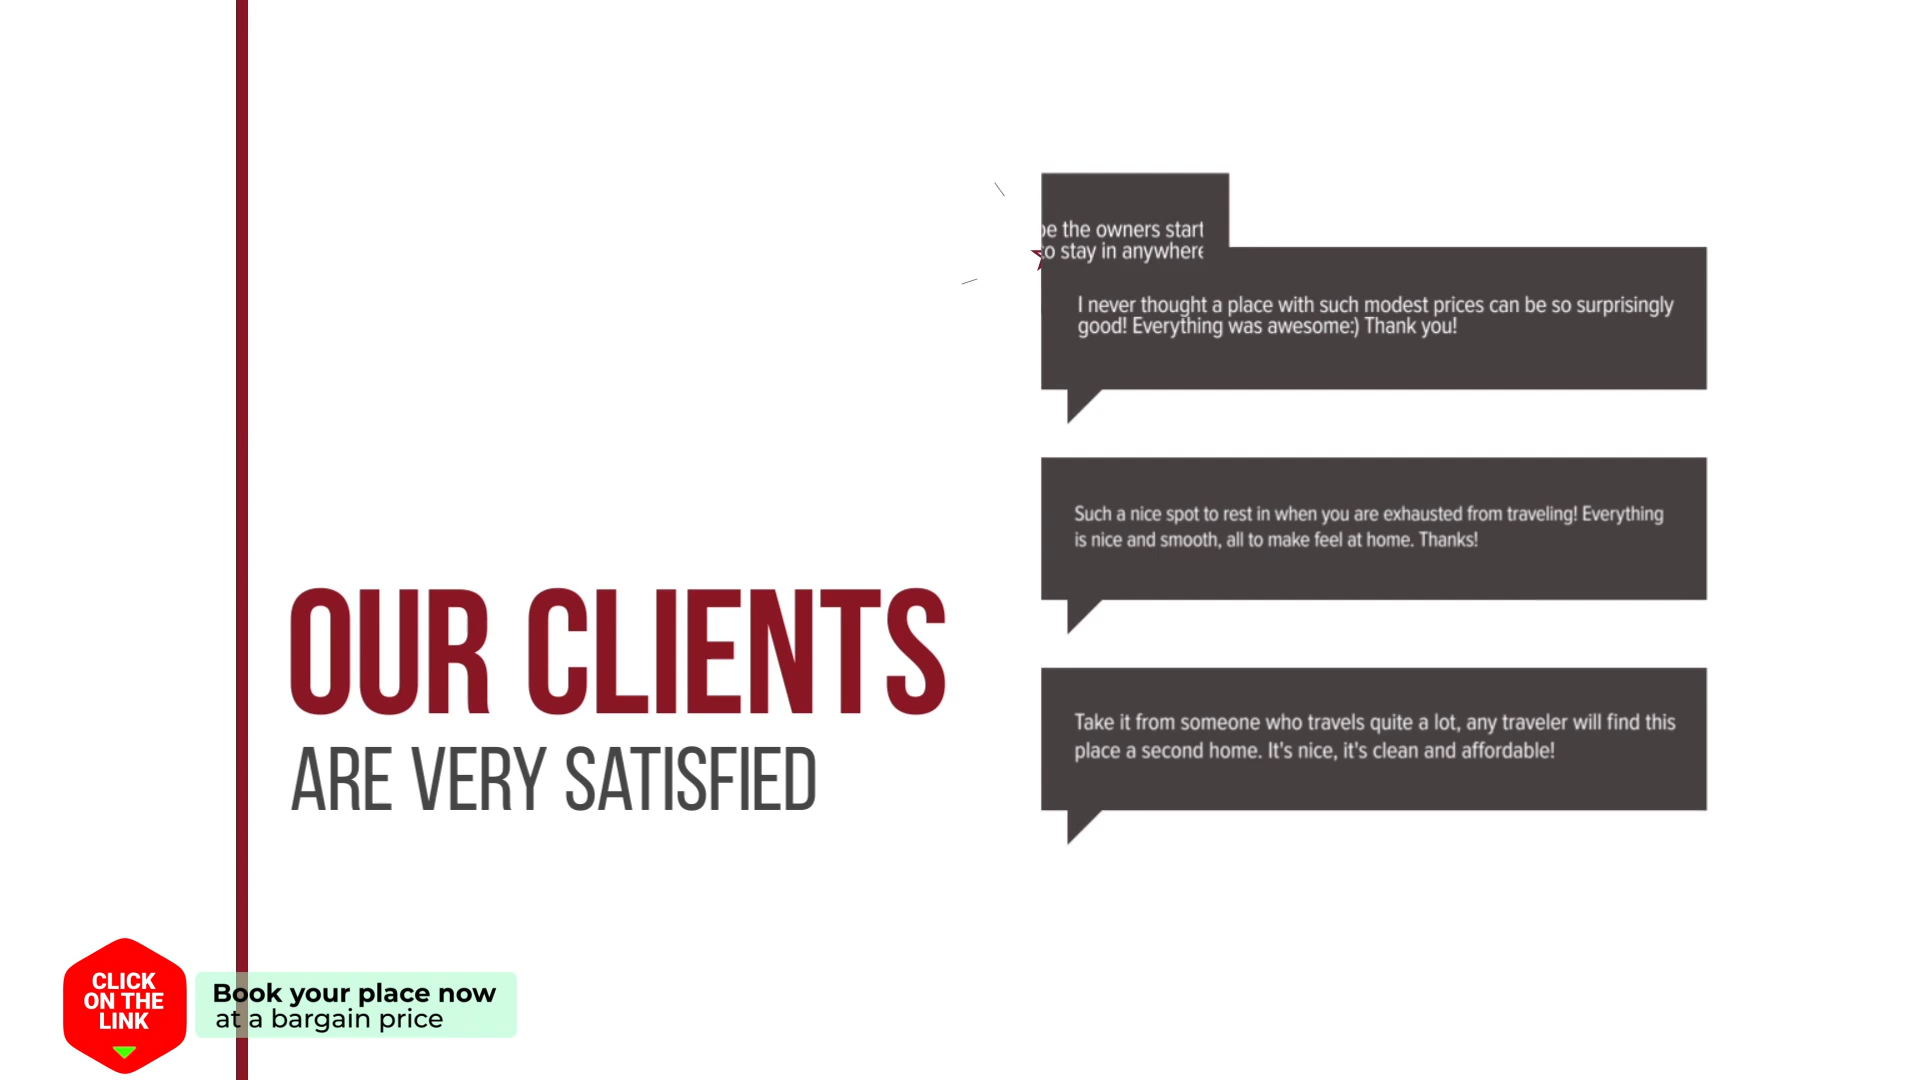 OUR CLIENTS
ARE VERY SATISFIED
be the owners start
to stay in anywhere
I never thought a place with such modest prices can be so surprisingly
good! Everything was awesome:) Thank you!
Such a nice spot to rest in when you are exhausted from traveling! Everything
is nice and smooth, all to make feel at home. Thanks!
Take it from someone who travels quite a lot, any traveler will find this
place a second home. It's nice, it's clean and affordable!
CLICK
ON THE
LINK
Book your place now
at a bargain price